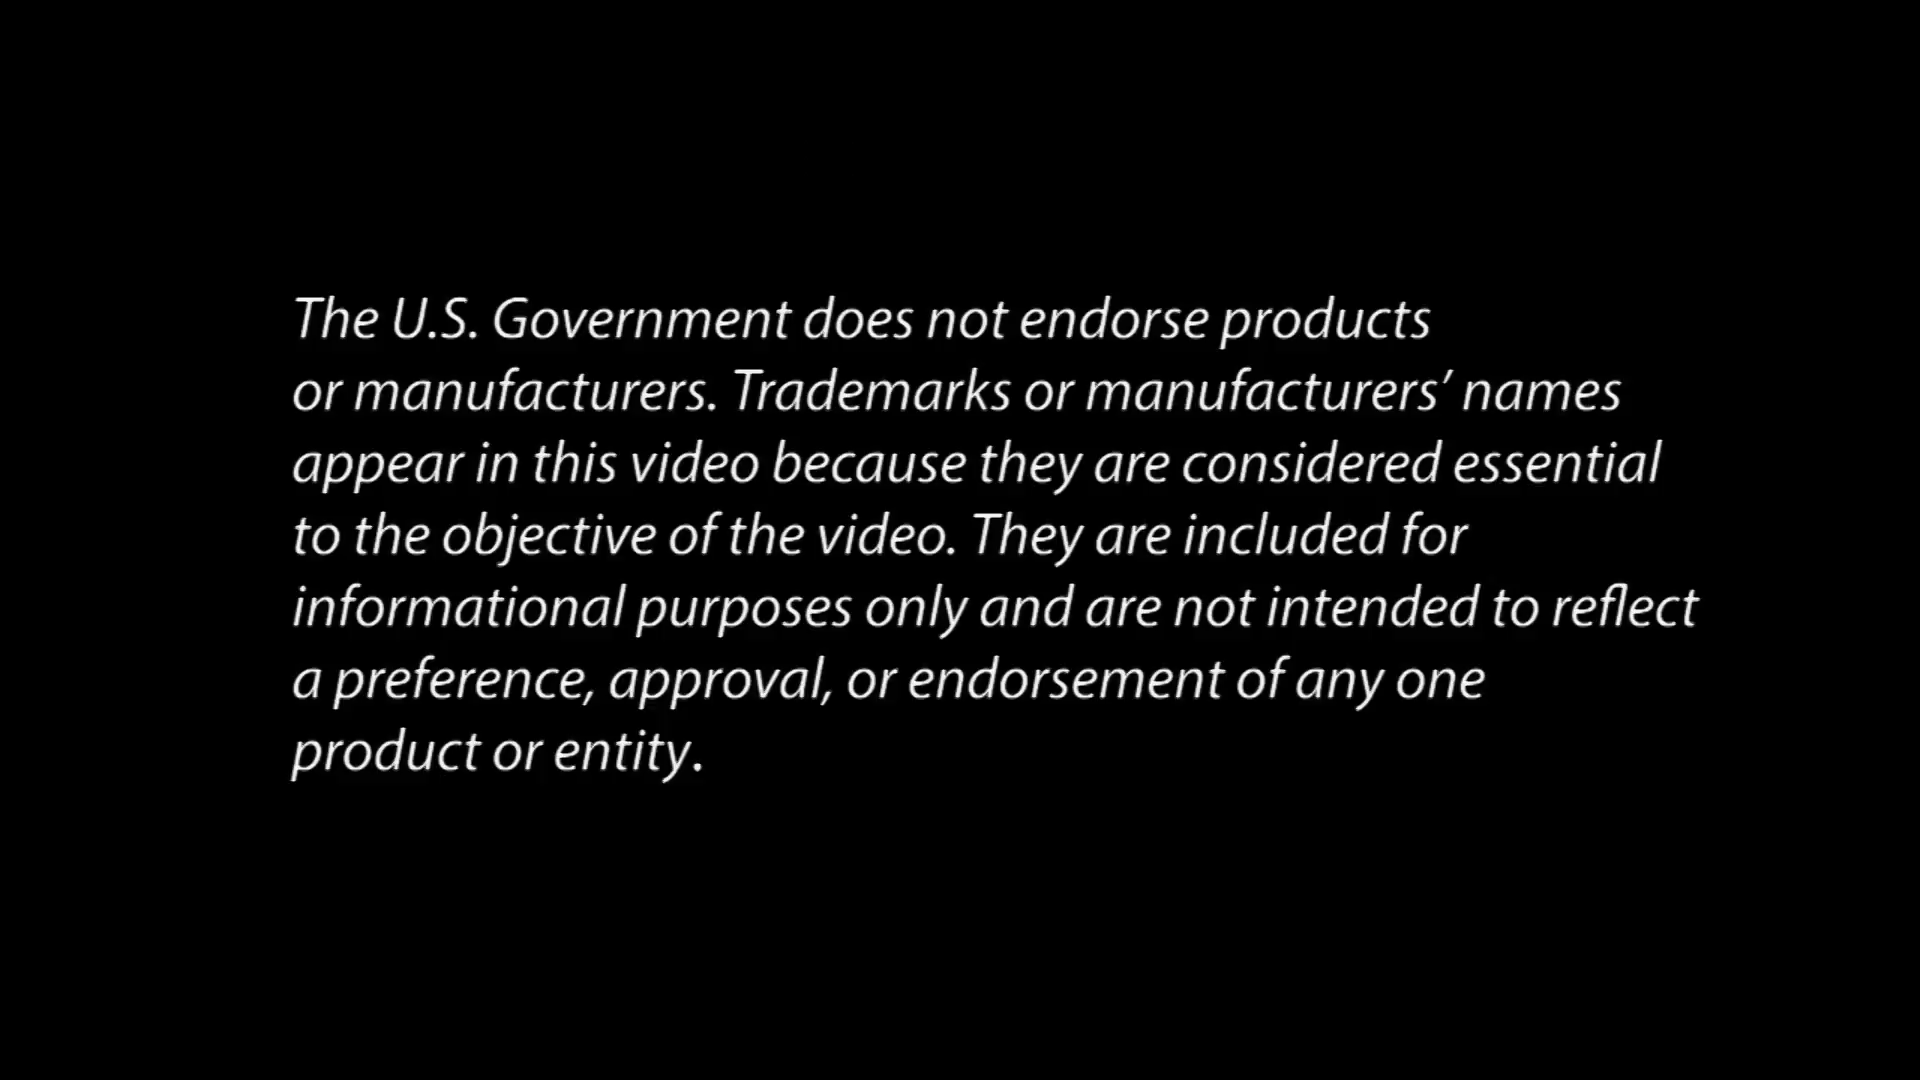 The U.S. Government does not endorse products
or manufacturers. Trademarks or manufacturers’ names
appear in this video because they are considered essential
to the objective of the video. They are included for
informational purposes only and are not intended to reflect
a preference, approval, or endorsement of any one
product or entity.